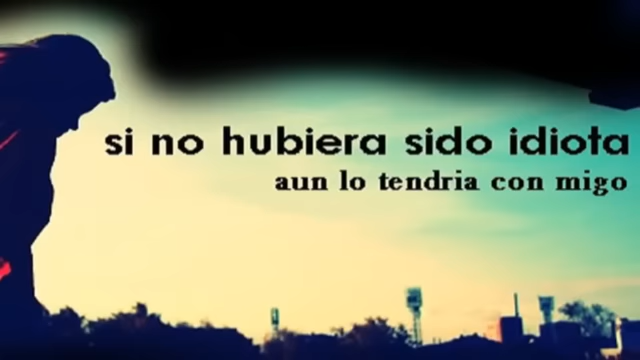 si no hubiera sido idiota
aun lo tendria con migo